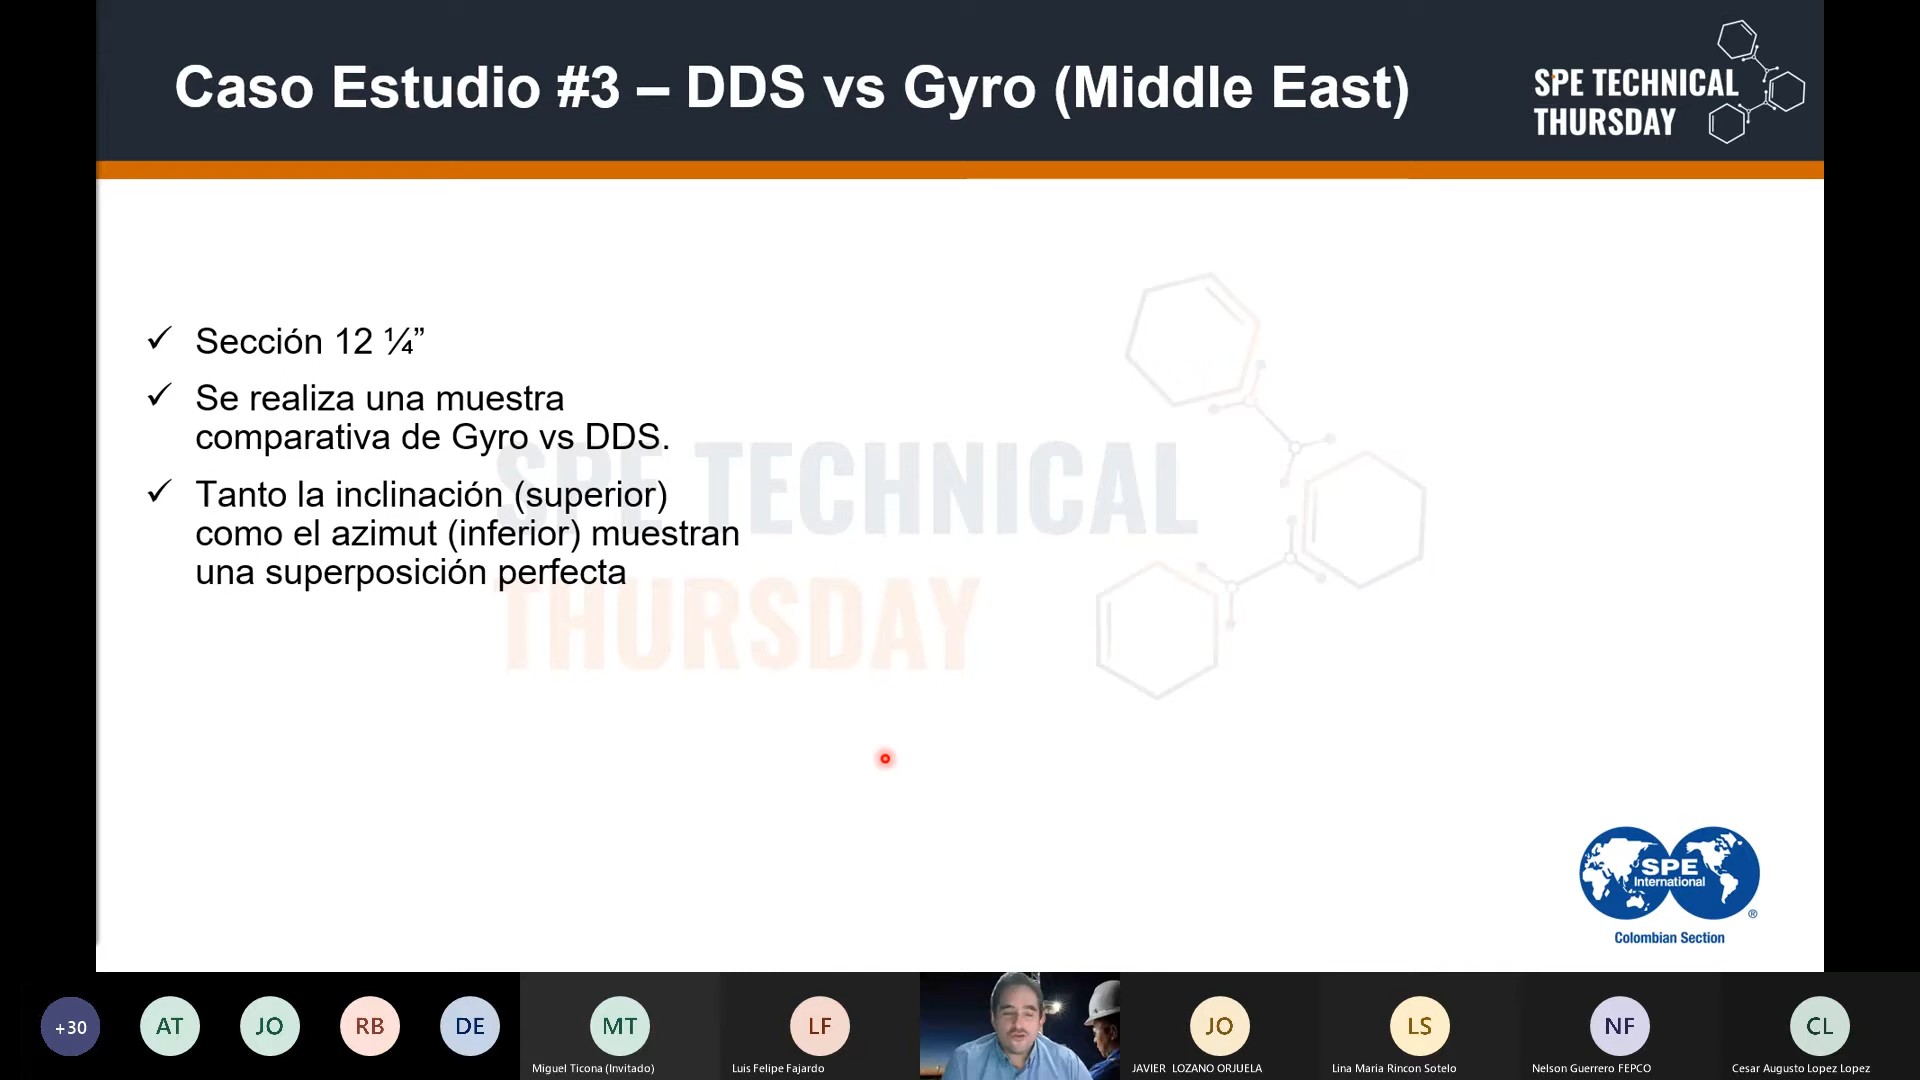 Caso Estudio #3 – DDS vs Gyro (Middle East)
SPE TECHNICAL
THURSDAY
✓ Sección 12 ¼”
✓ Se realiza una muestra
comparativa de Gyro vs DDS.
✓ Tanto la inclinación (superior)
como el azimut (inferior) muestran
una superposición perfecta
SPE TECHNICAL
THURSDAY
SPE
International
®
Colombian Section
+30
AT
JO
RB
DE
MT
LF
JO
LS
NF
CL
Miguel Ticona (Invitado)
Luis Felipe Fajardo
JAVIER LOZANO ORJUELA
Lina Maria Rincon Sotelo
Nelson Guerrero FEPCO
Cesar Augusto Lopez Lopez